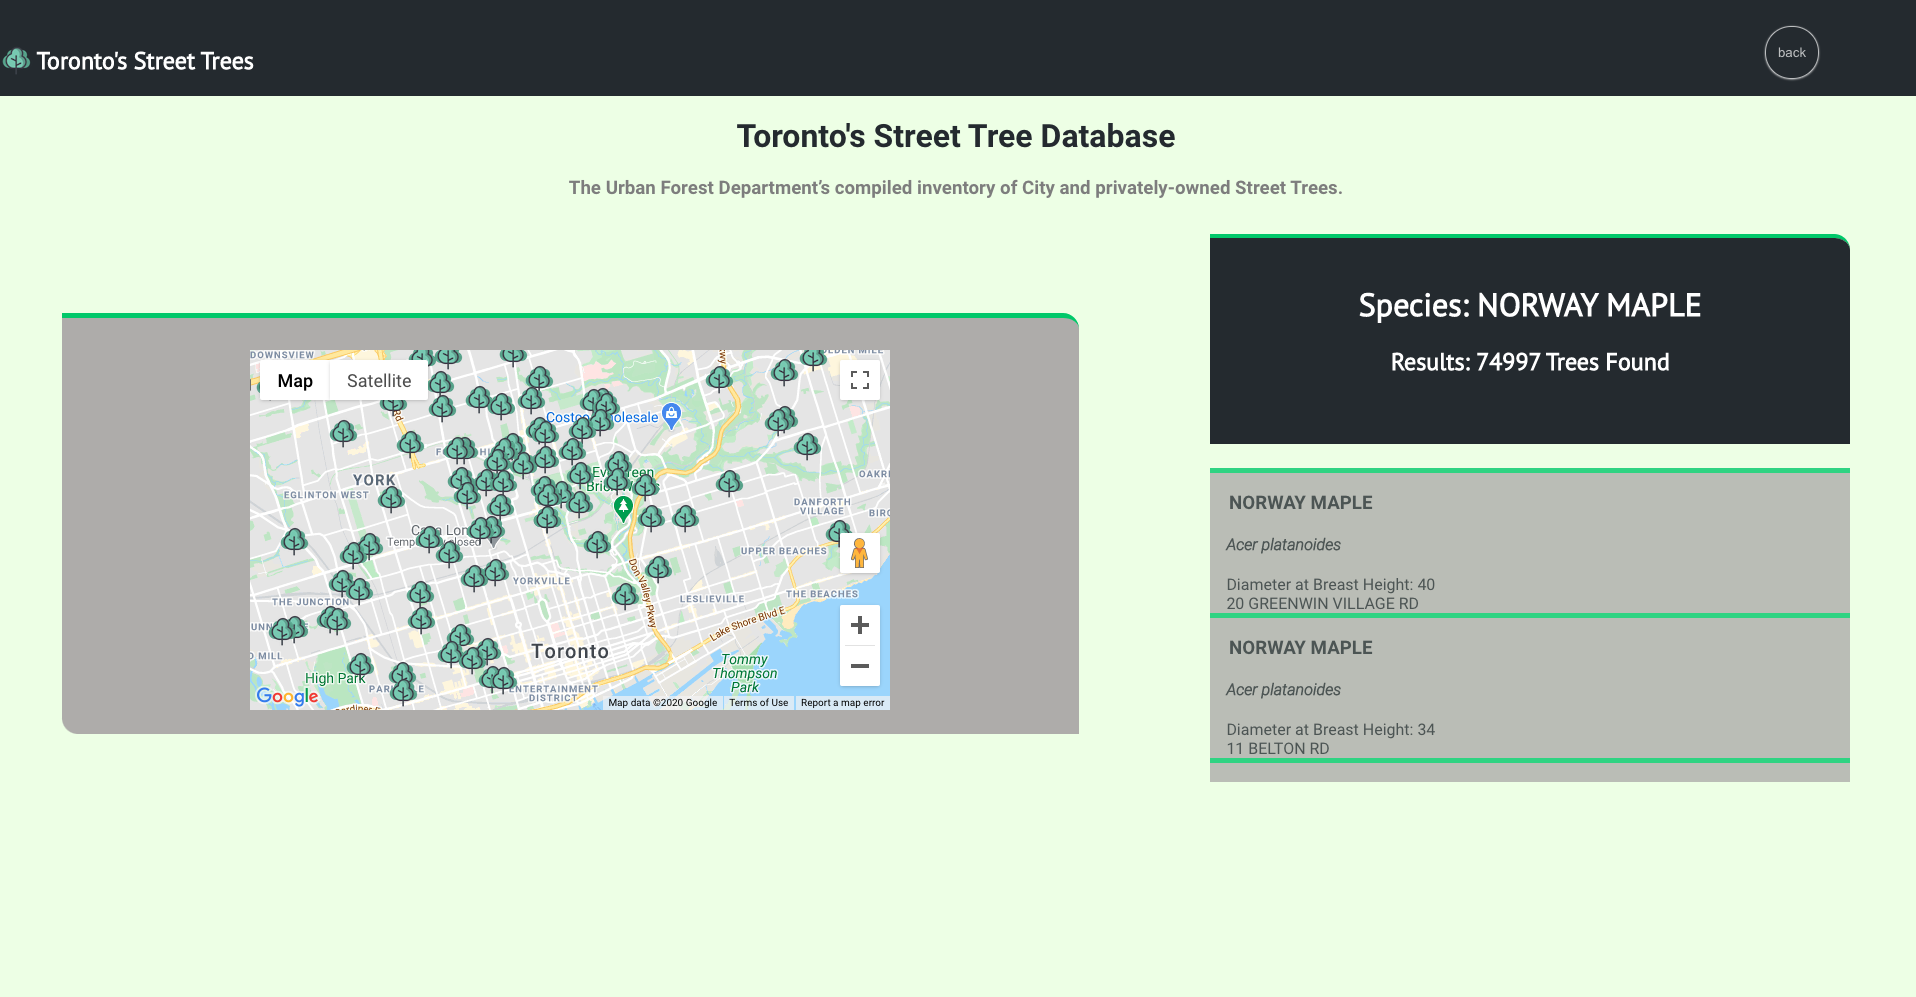 Toronto's Street Trees
back
Toronto's Street Tree Database
The Urban Forest Department's compiled inventory of City and privately-owned Street Trees.
Species: NORWAY MAPLE
Results: 74997 Trees Found
DOWNSVIEW
Map
Satellite
YORK
EGLINTON WEST
DANFORTH
VILLAGE
UPPER BEACHES
YORKVILLE
Don Valley Pkwy
THE JUNCTION
LESLIEVILLE
THE BEACHES
Lake Shore Blvd E
Toronto
Tommy
Thompson
Park
High Park
ENTERTAINMENT
DISTRICT
Google
Map data ©2020 Google
Terms of Use
Report a map error
NORWAY MAPLE
Acer platanoides
Diameter at Breast Height: 40
20 GREENWIN VILLAGE RD
NORWAY MAPLE
Acer platanoides
Diameter at Breast Height: 34
11 BELTON RD